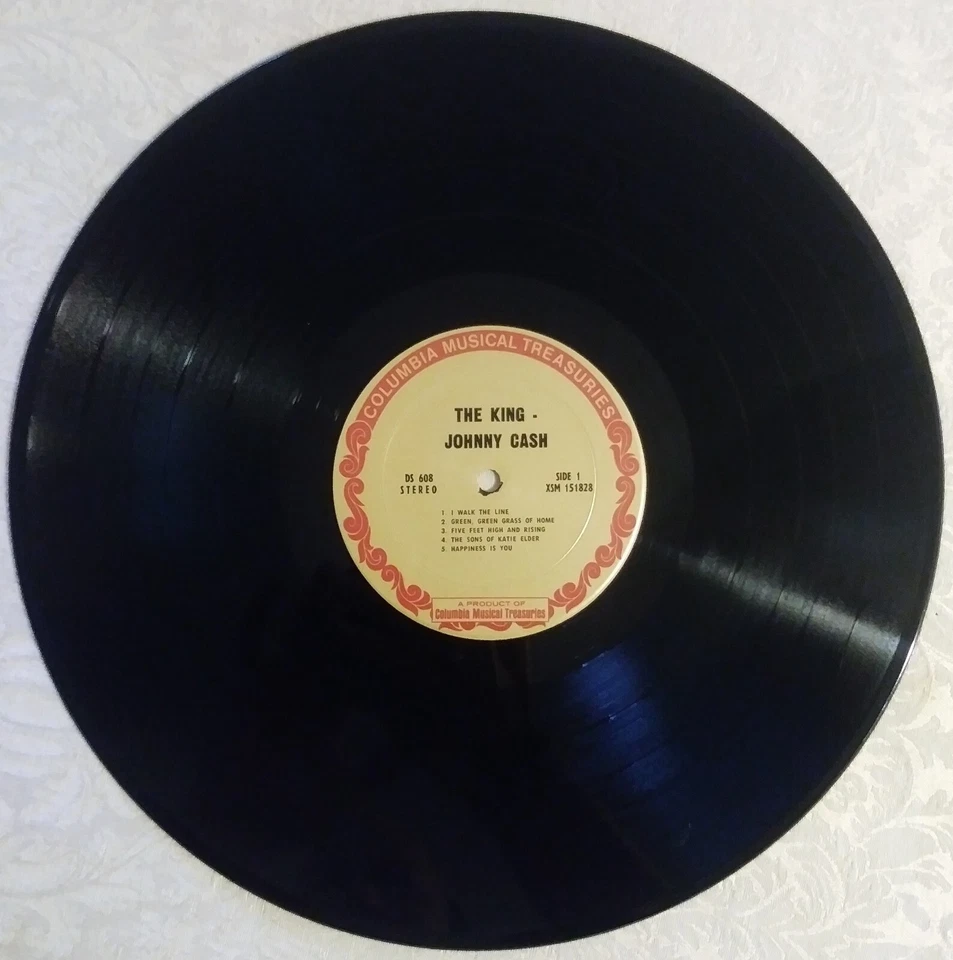 COLUMBIA MUSICAL TREASURIES
THE KING -
JOHNNY CASH
DS 608
STEREO
SIDE 1
XSM 151828
1 I WALK THE LINE
2 GREEN, GREEN GRASS OF HOME
3 FIVE FEET HIGH AND RISING
4 THE SONS OF KATIE ELDER
5 HAPPINESS IS YOU
A PRODUCT OF
Columbia Musical Treasuries